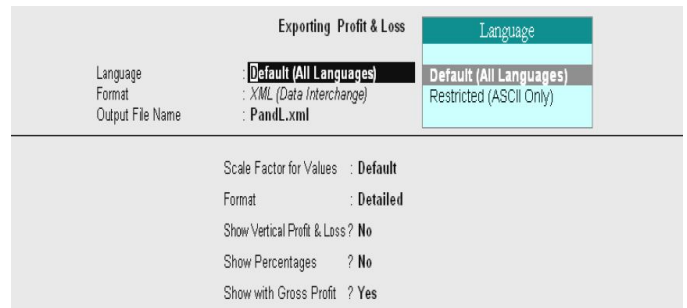 Exporting Profit & Loss
Language
: Default (All Languages)
Format
: XML (Data Interchange)
Output File Name
: PandL.xml
Language
Default (All Languages)
Restricted (ASCII Only)
Scale Factor for Values : Default
Format : Detailed
Show Vertical Profit & Loss ? No
Show Percentages ? No
Show with Gross Profit ? Yes